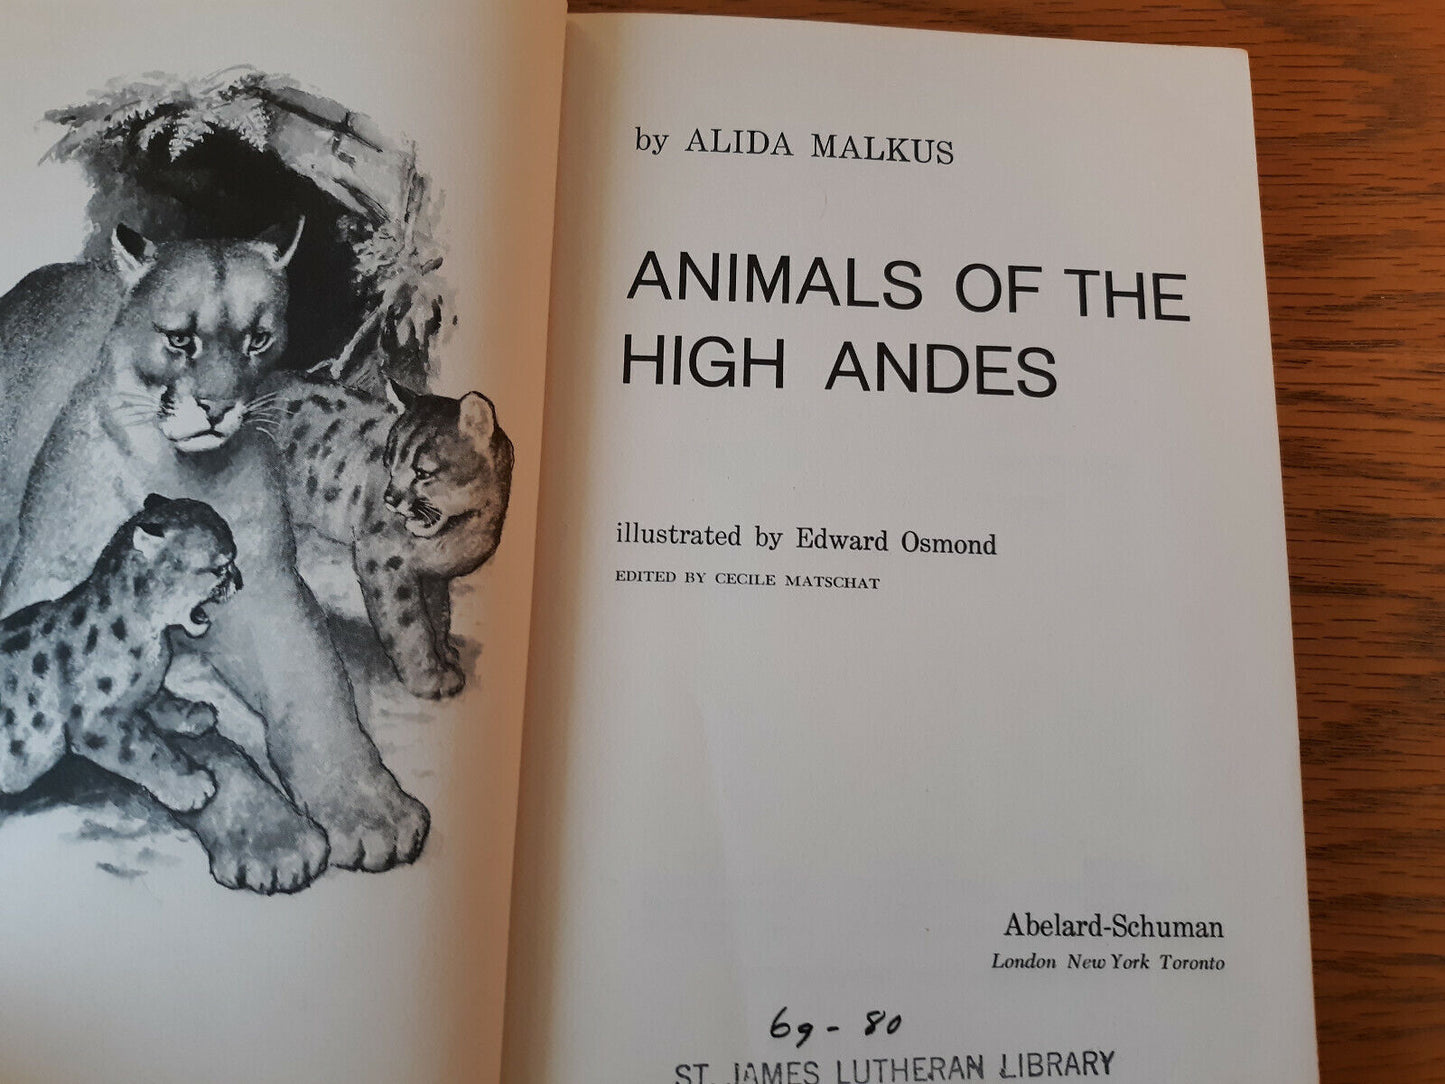 by ALIDA MALKUS
ANIMALS OF THE
HIGH ANDES
illustrated by Edward Osmond
EDITED BY CECILE MATSCHAT
Abelard-Schuman
London New York Toronto
69-80
ST. JAMES LUTHERAN LIBRARY